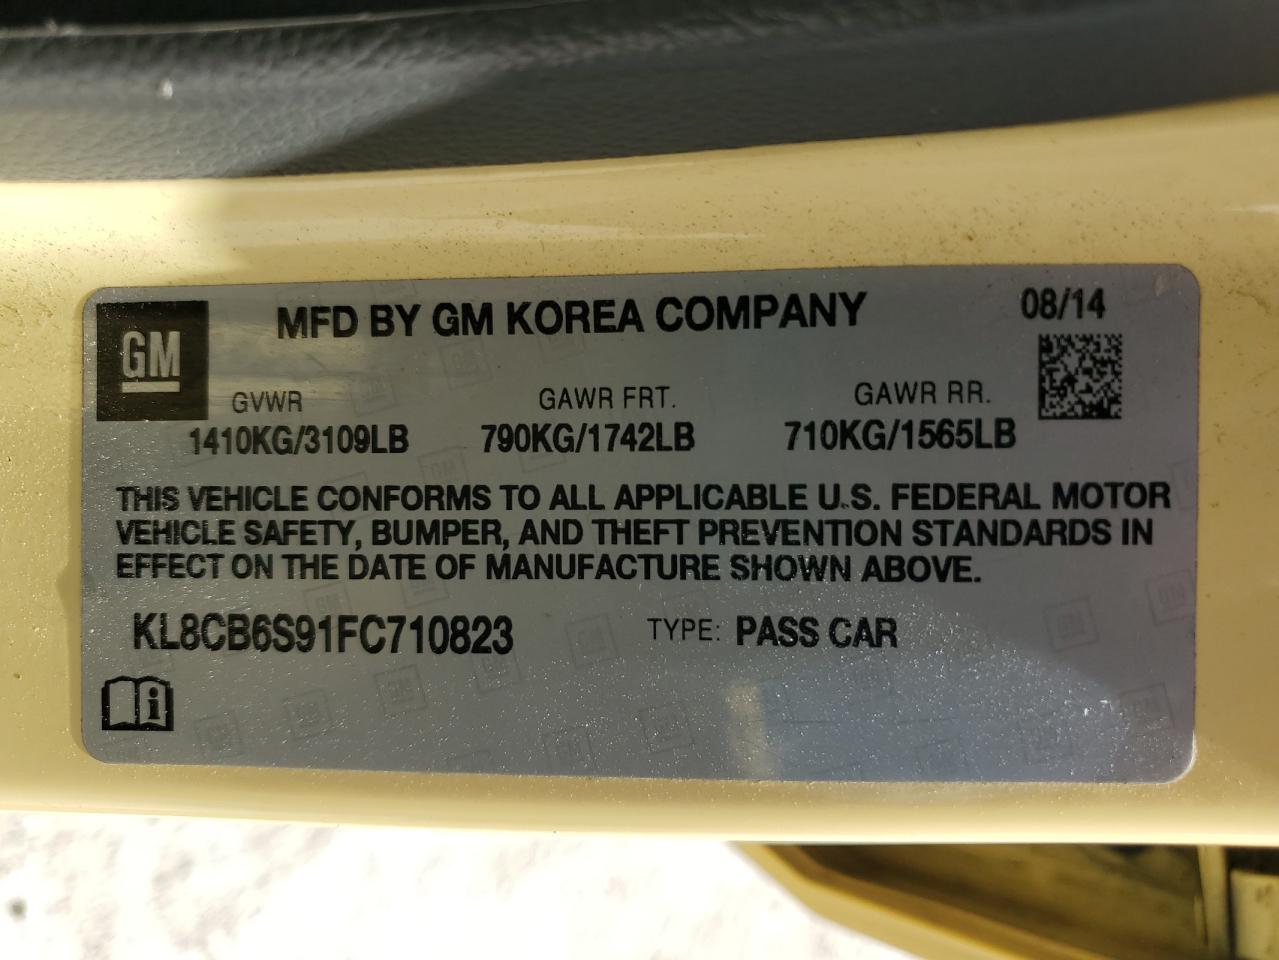 GM
MFD BY GM KOREA COMPANY
08/14
GVWR GAWR FRT. GAWR RR.
1410KG/3109LB 790KG/1742LB 710KG/1565LB
THIS VEHICLE CONFORMS TO ALL APPLICABLE U.S. FEDERAL MOTOR
VEHICLE SAFETY, BUMPER, AND THEFT PREVENTION STANDARDS IN
EFFECT ON THE DATE OF MANUFACTURE SHOWN ABOVE.
KL8CB6S91FC710823 TYPE: PASS CAR
i